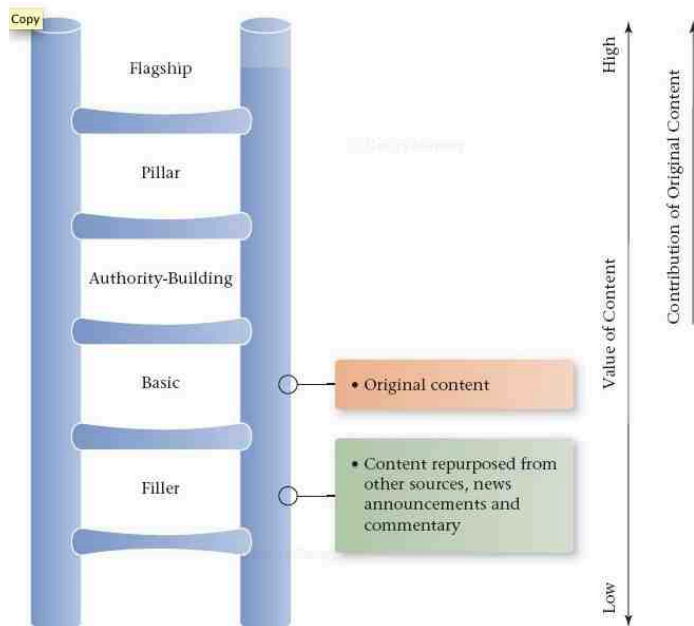 Copy
Flagship
Pillar
Authority-Building
Basic
Filler
• Original content
• Content repurposed from
other sources, news
announcements and
commentary
High
Value of Content
Low
Contribution of Original Content